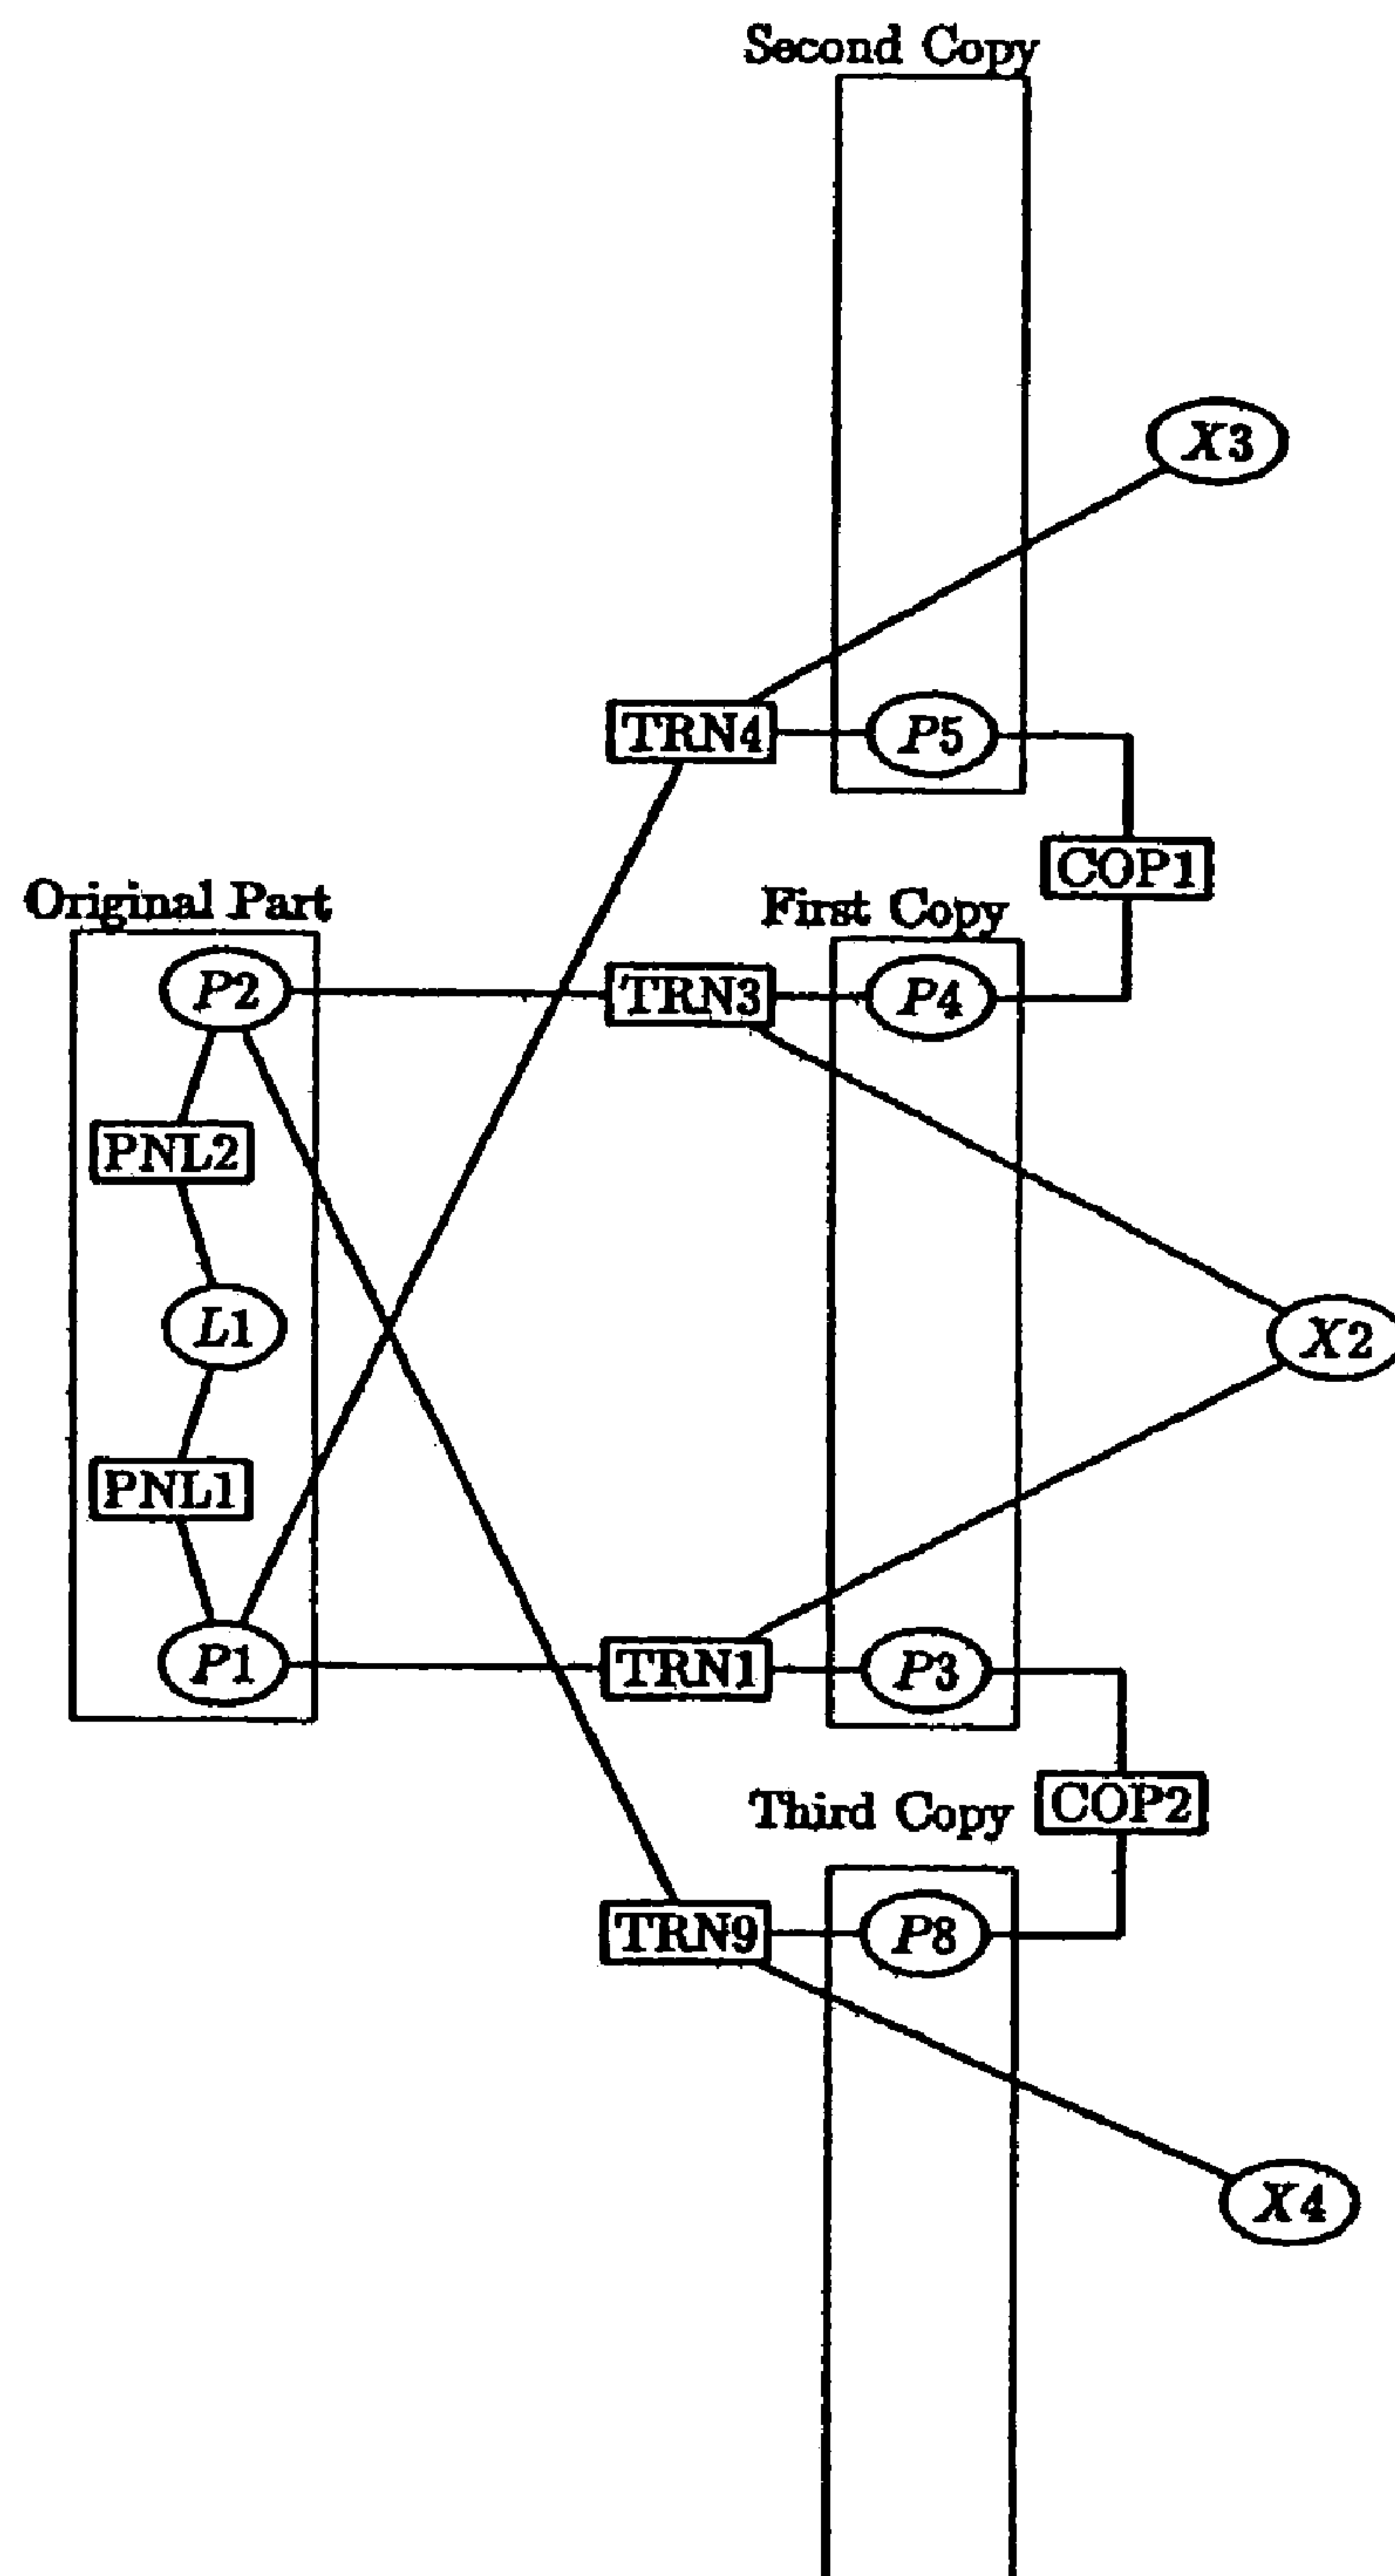 Second Copy
X3
TRN4
P5
COP1
Original Part
First Copy
P2
TRN3
P4
PNL2
L1
X2
PNL1
P1
TRN1
P3
COP2
Third Copy
TRN9
P8
X4